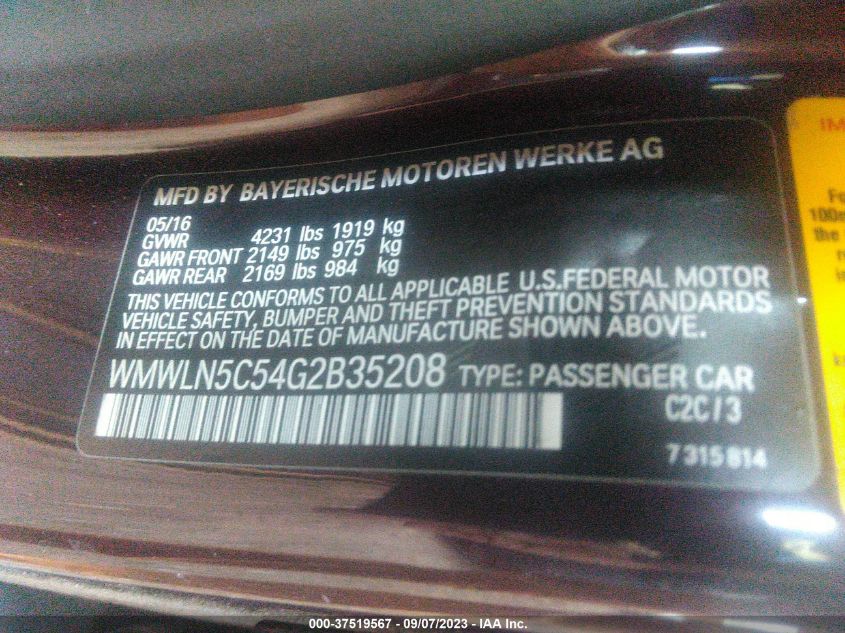 MFD BY BAYERISCHE MOTOREN WERKE AG
05/16
GVWR 4231 lbs 1919 kg
GAWR FRONT 2149 lbs 975 kg
GAWR REAR 2169 lbs 984 kg
THIS VEHICLE CONFORMS TO ALL APPLICABLE U.S.FEDERAL MOTOR
VEHICLE SAFETY, BUMPER AND THEFT PREVENTION STANDARDS
IN EFFECT ON THE DATE OF MANUFACTURE SHOWN ABOVE.
WMWLN5C54G2B35208 TYPE: PASSENGER CAR
C2C/3
7315814
100m
the
000-37519567 - 09/07/2023 - IAA Inc.